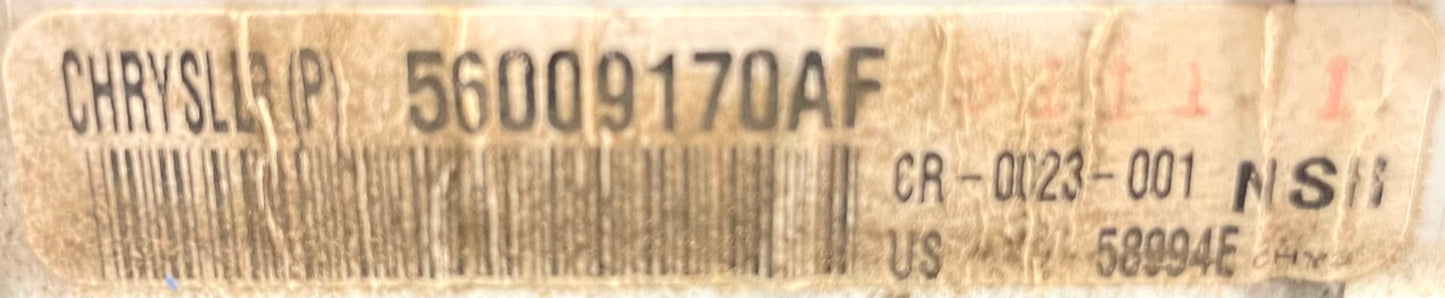 CHRYSLER (P) 56009170AF
CR-0023-001 NSH
US 58994E